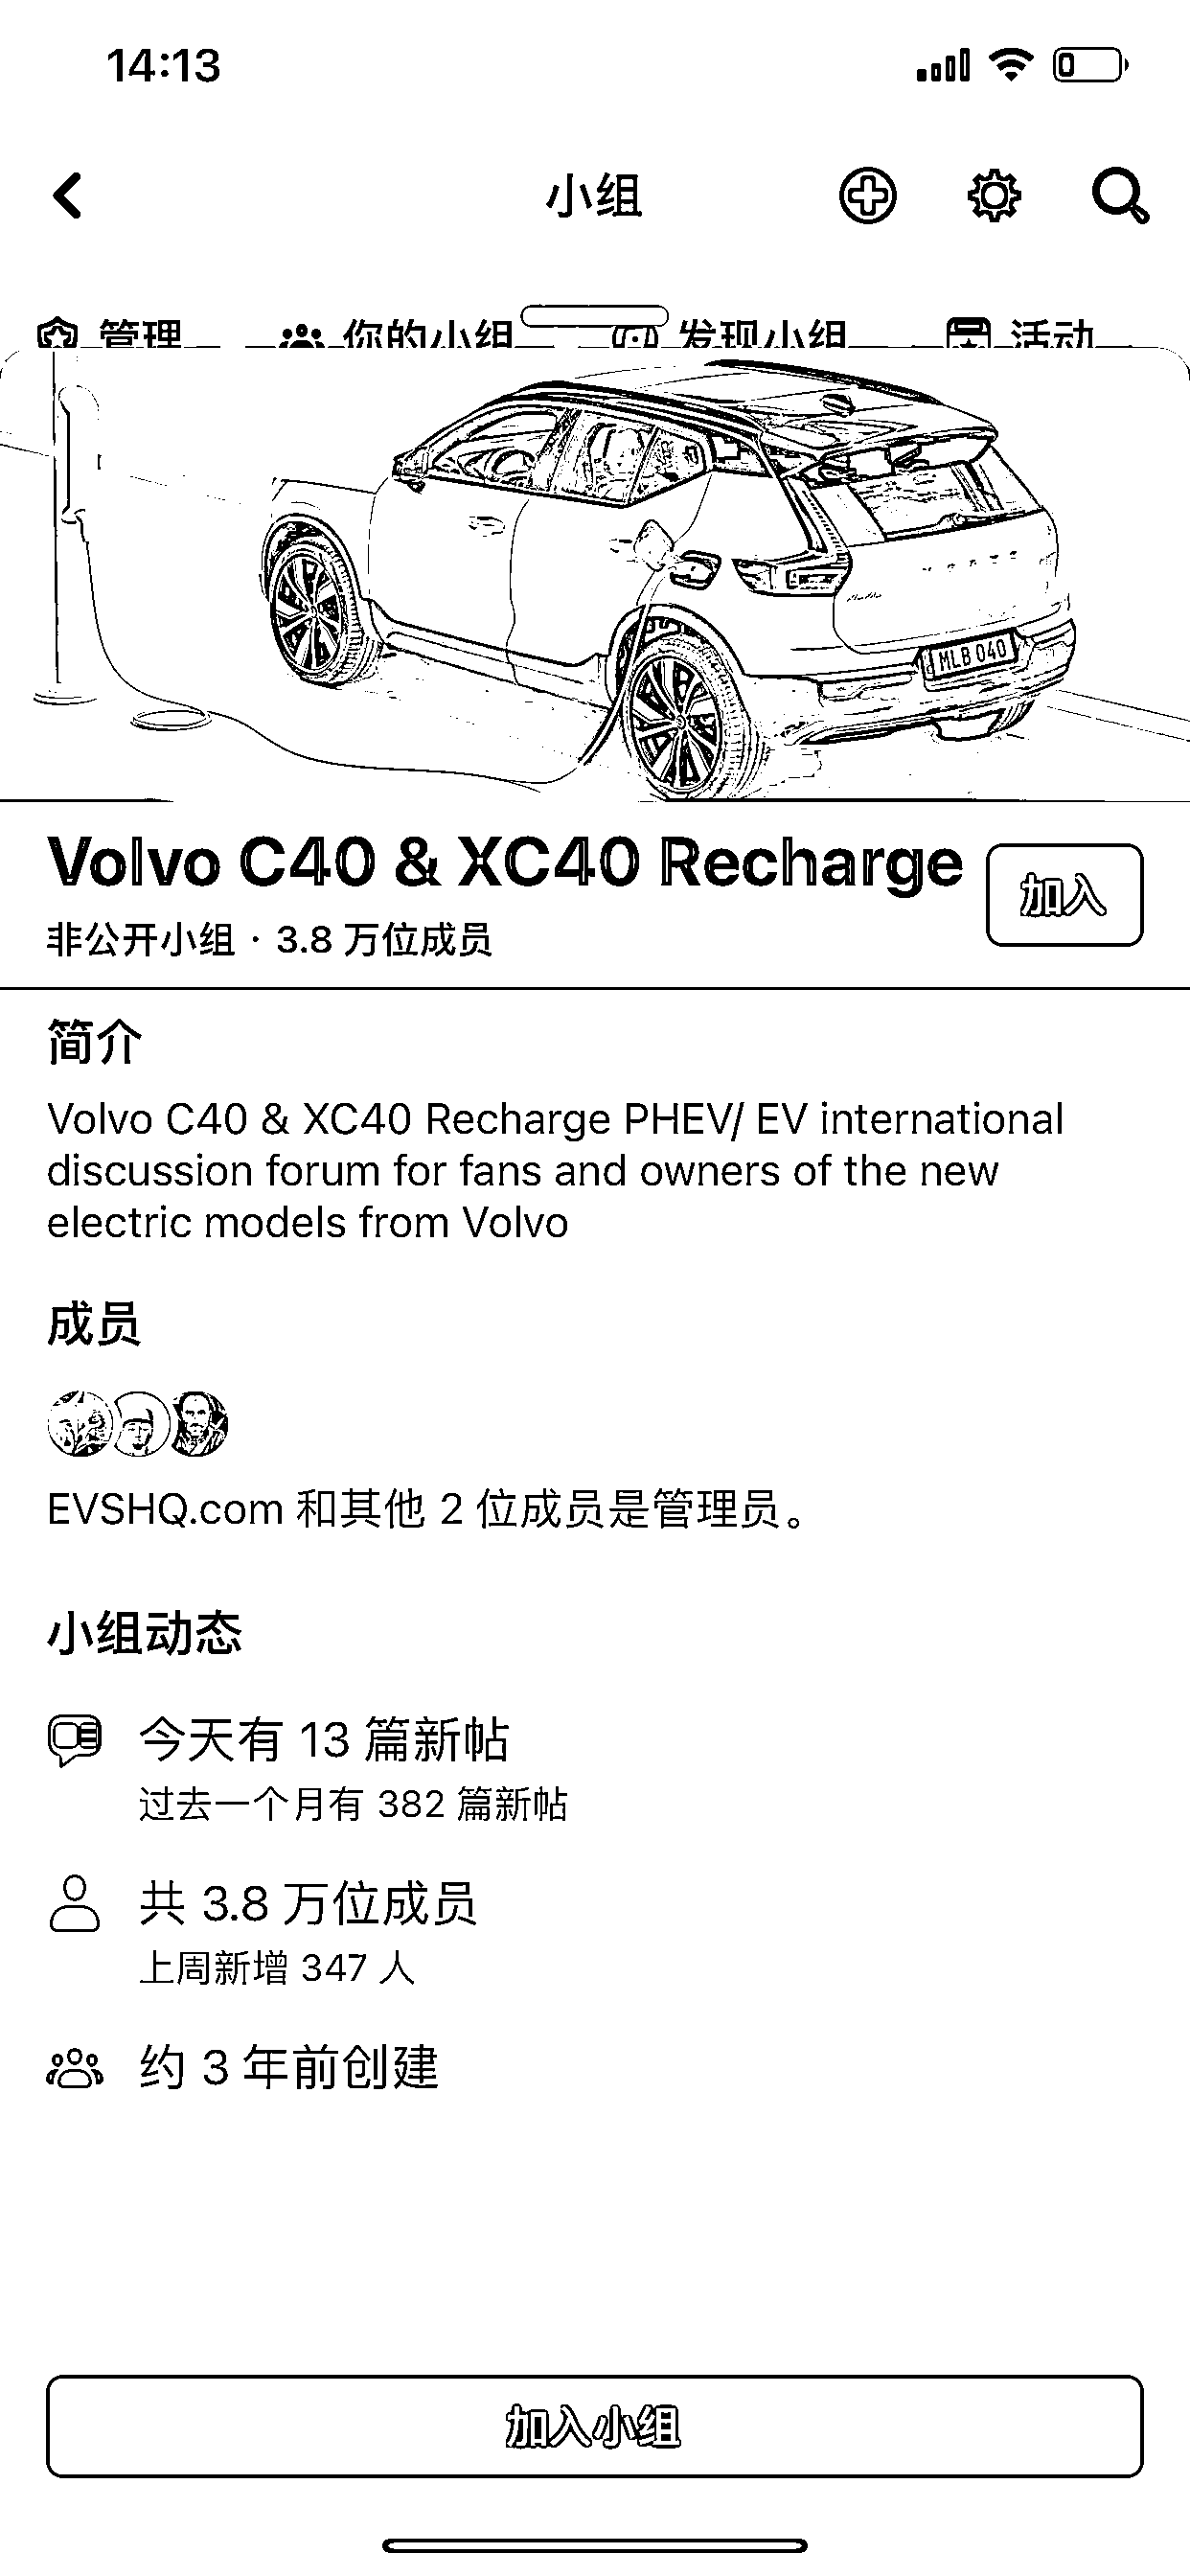 14:13
小组
管理
你的小组
发现小组
活动
MLB 040
Volvo C40 & XC40 Recharge
加入
非公开小组 · 3.8 万位成员
简介
Volvo C40 & XC40 Recharge PHEV/ EV international
discussion forum for fans and owners of the new
electric models from Volvo
成员
EVSHQ.com 和其他 2 位成员是管理员。
小组动态
今天有 13 篇新帖
过去一个月有 382 篇新帖
共 3.8 万位成员
上周新增 347 人
约 3 年前创建
加入小组